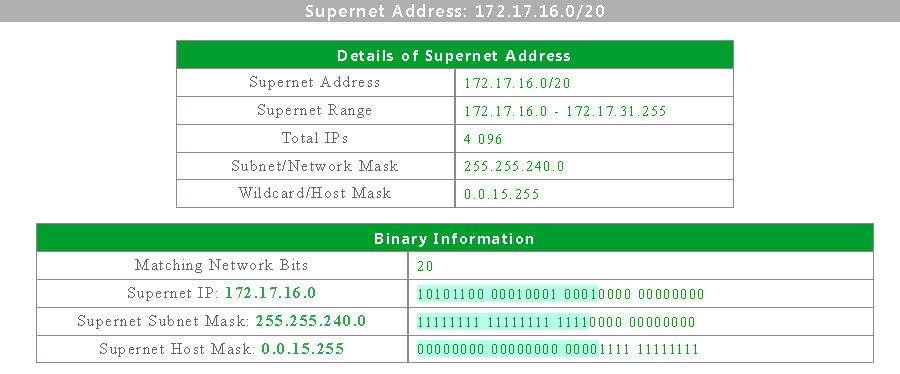 Supernet Address: 172.17.16.0/20
Details of Supernet Address
Supernet Address 172.17.16.0/20
Supernet Range 172.17.16.0 - 172.17.31.255
Total IPs 4 096
Subnet/Network Mask 255.255.240.0
Wildcard/Host Mask 0.0.15.255
Binary Information
Matching Network Bits 20
Supernet IP: 172.17.16.0 10101100 00010001 00010000 00000000
Supernet Subnet Mask: 255.255.240.0 11111111 11111111 11110000 00000000
Supernet Host Mask: 0.0.15.255 00000000 00000000 00001111 11111111